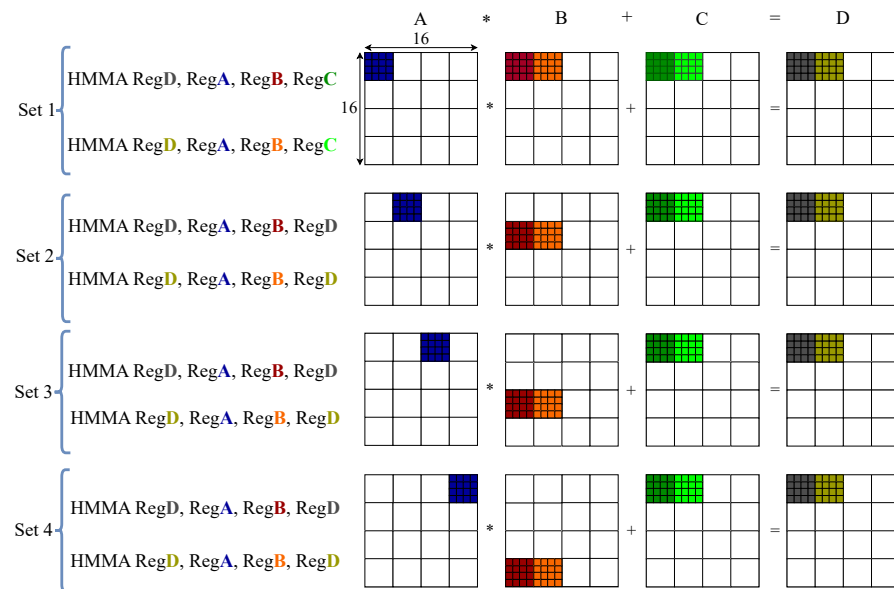 A * B + C = D
16
HMMA RegD, RegA, RegB, RegC
Set 1
16
* + =
HMMA RegD, RegA, RegB, RegC
HMMA RegD, RegA, RegB, RegD
Set 2
* + =
HMMA RegD, RegA, RegB, RegD
HMMA RegD, RegA, RegB, RegD
Set 3
* + =
HMMA RegD, RegA, RegB, RegD
HMMA RegD, RegA, RegB, RegD
Set 4
* + =
HMMA RegD, RegA, RegB, RegD